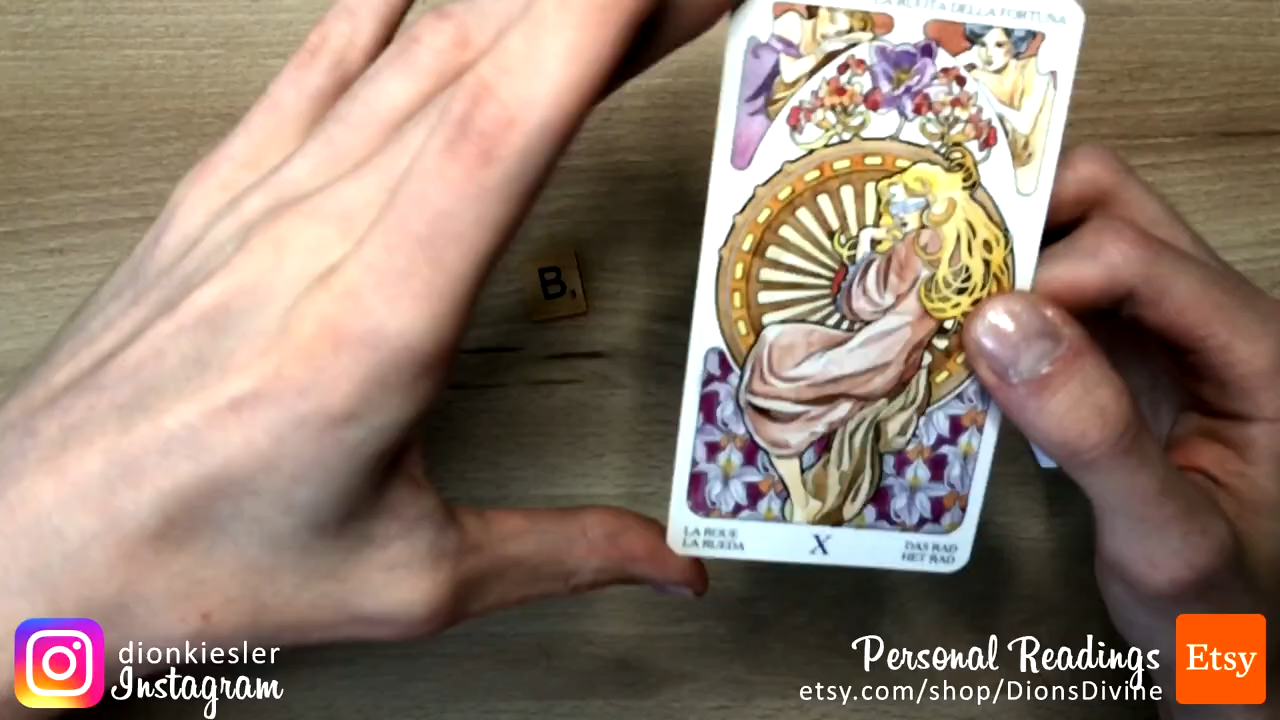 LA RUOTA DELLA FORTUNA
B
LA ROUE
LA RUEDA
X
DAS RAD
HET RAD
dionkiesler
Instagram
Personal Readings
etsy.com/shop/DionsDivine
Etsy